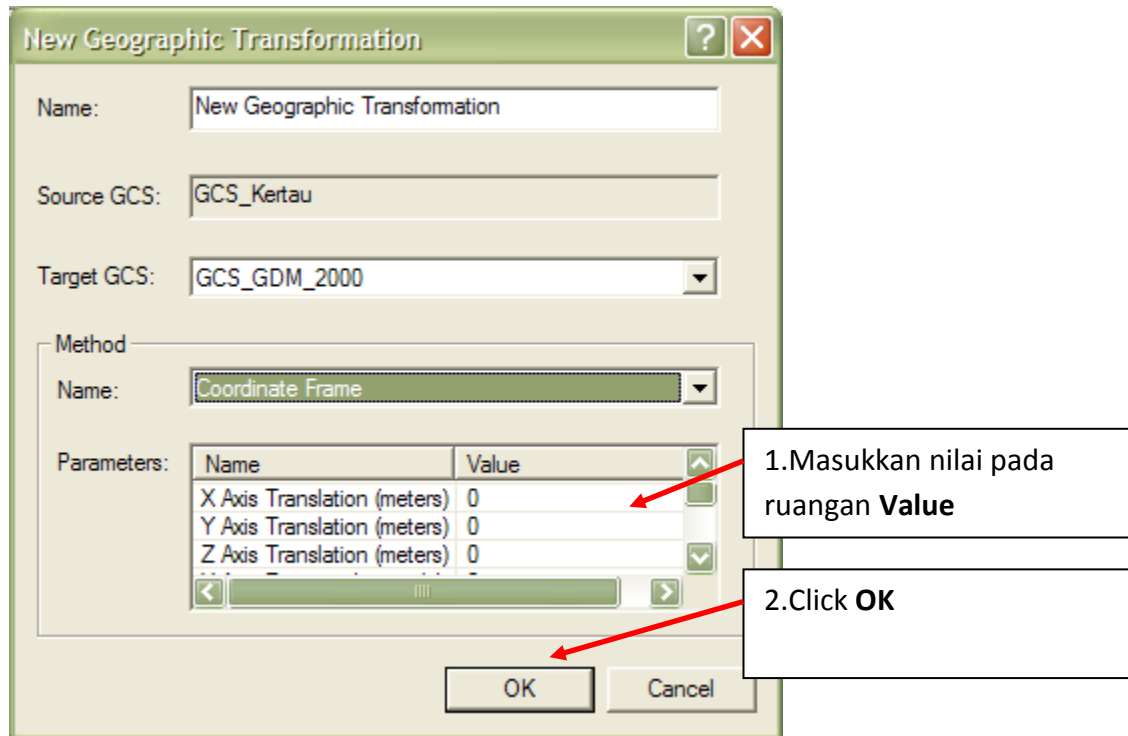 New Geographic Transformation
Name: New Geographic Transformation
Source GCS: GCS_Kertau
Target GCS: GCS_GDM_2000
Method
Name: Coordinate Frame
Parameters: Name Value
X Axis Translation (meters) 0
Y Axis Translation (meters) 0
Z Axis Translation (meters) 0
1.Masukkan nilai pada
ruangan Value
2.Click OK
OK Cancel